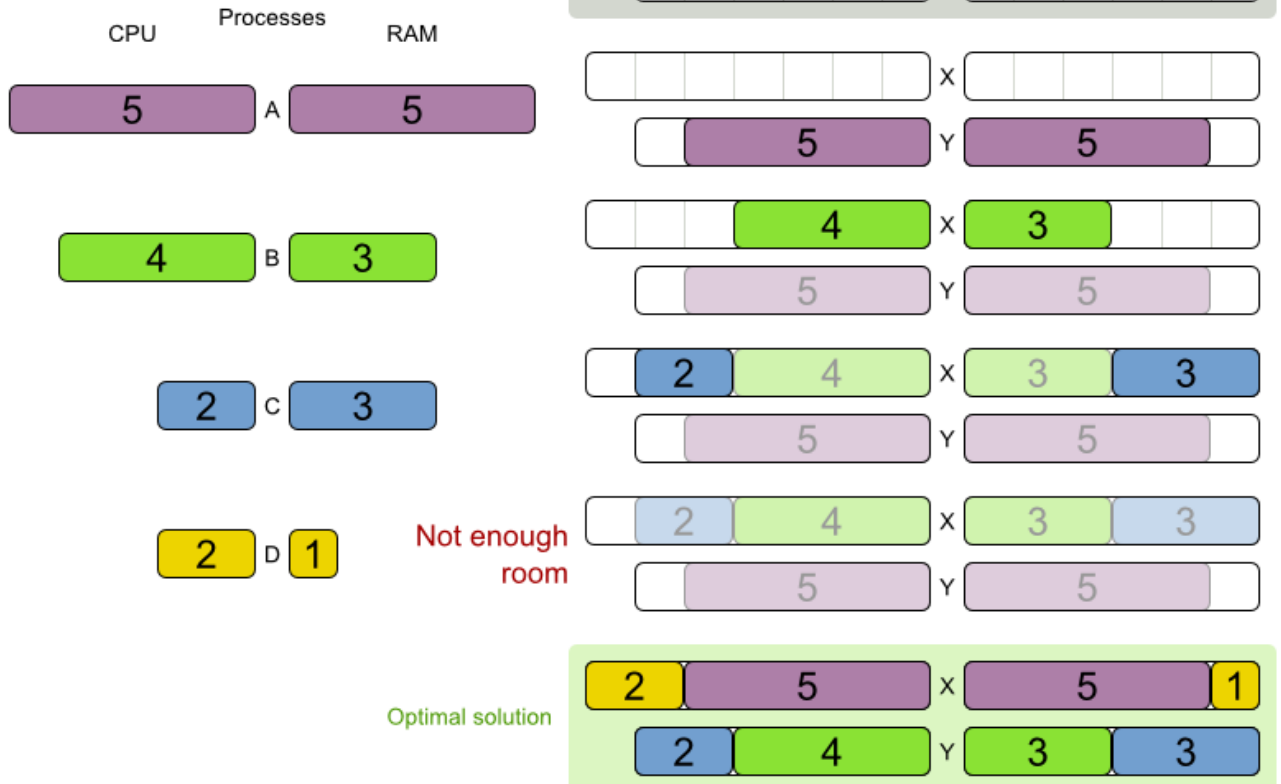 Processes
CPU RAM
X
5 A 5
5 Y 5
4 X 3
4 B 3
5 Y 5
2 4 X 3 3
2 C 3
5 Y 5
2 4 X 3 3
Not enough
2 D 1
room
5 Y 5
2 5 X 5 1
Optimal solution
2 4 Y 3 3